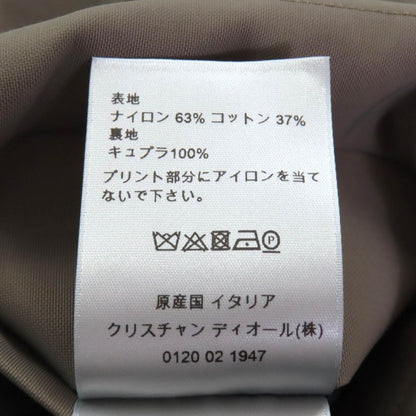 表地
ナイロン 63% コットン 37%
裏地
キュプラ100%
プリント部分にアイロンを当て
ないで下さい。
P
原産国 イタリア
クリスチャン ディオール(株)
0120 02 1947